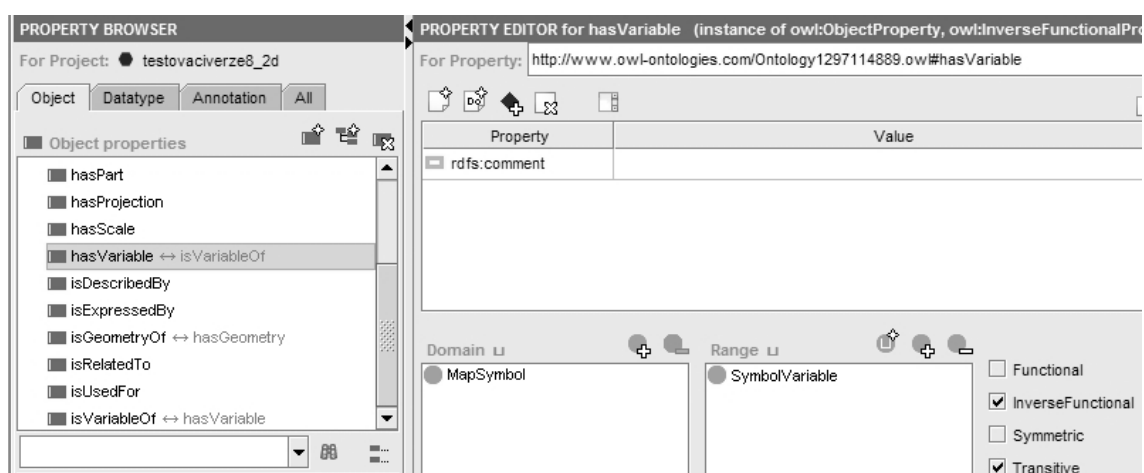 PROPERTY BROWSER
For Project: testovaciverze8_2d
Object Datatype Annotation All
Object properties
hasPart
hasProjection
hasScale
hasVariable ↔ isVariableOf
isDescribedBy
isExpressedBy
isGeometryOf ↔ hasGeometry
isRelatedTo
isUsedFor
isVariableOf ↔ hasVariable
PROPERTY EDITOR for hasVariable (instance of owl:ObjectProperty, owl:InverseFunctionalPro
For Property: http://www.owl-ontologies.com/Ontology1297114889.owl#hasVariable
Property Value
rdfs:comment
Domain ⊔
MapSymbol
Range ⊔
SymbolVariable
Functional
InverseFunctional
Symmetric
Transitive